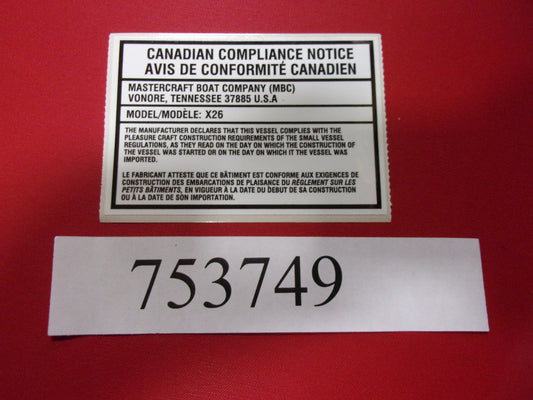 CANADIAN COMPLIANCE NOTICE
AVIS DE CONFORMITÉ CANADIEN
MASTERCRAFT BOAT COMPANY (MBC)
VONORE, TENNESSEE 37885 U.S.A
MODEL/MODÈLE: X26
THE MANUFACTURER DECLARES THAT THIS VESSEL COMPLIES WITH THE
PLEASURE CRAFT CONSTRUCTION REQUIREMENTS OF THE SMALL VESSEL
REGULATIONS, AS THEY READ ON THE DAY ON WHICH THE CONSTRUCTION OF
THE VESSEL WAS STARTED OR ON THE DAY ON WHICH IT THE VESSEL WAS
IMPORTED.
LE FABRICANT ATTESTE QUE CE BÂTIMENT EST CONFORME AUX EXIGENCES DE
CONSTRUCTION DES EMBARCATIONS DE PLAISANCE DU RÈGLEMENT SUR LES
PETITS BÂTIMENTS, EN VIGUEUR À LA DATE DU DÉBUT DE SA CONSTRUCTION
OU À LA DATE DE SON IMPORTATION.
753749